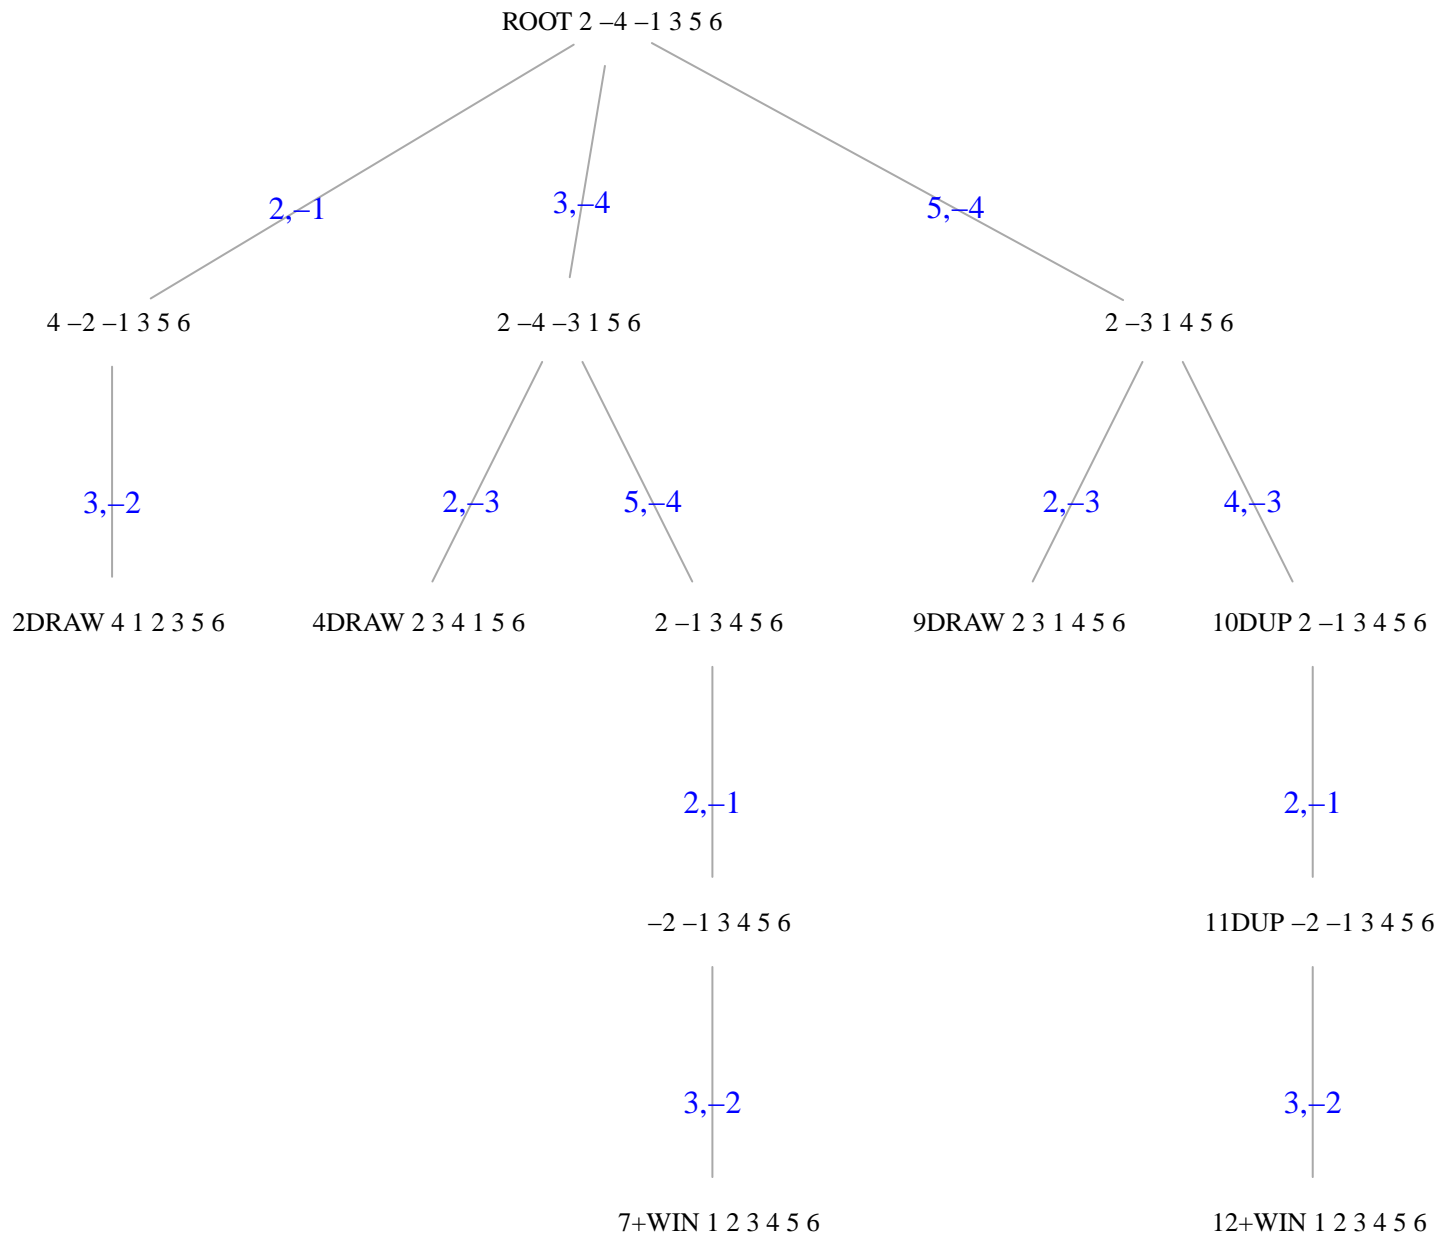 ROOT 2 –4 –1 3 5 6
2,–1
3,–4
5,–4
4 –2 –1 3 5 6
2 –4 –3 1 5 6
2 –3 1 4 5 6
3,–2
2,–3
5,–4
2,–3
4,–3
2DRAW 4 1 2 3 5 6
4DRAW 2 3 4 1 5 6
2 –1 3 4 5 6
9DRAW 2 3 1 4 5 6
10DUP 2 –1 3 4 5 6
2,–1
2,–1
–2 –1 3 4 5 6
11DUP –2 –1 3 4 5 6
3,–2
3,–2
7+WIN 1 2 3 4 5 6
12+WIN 1 2 3 4 5 6